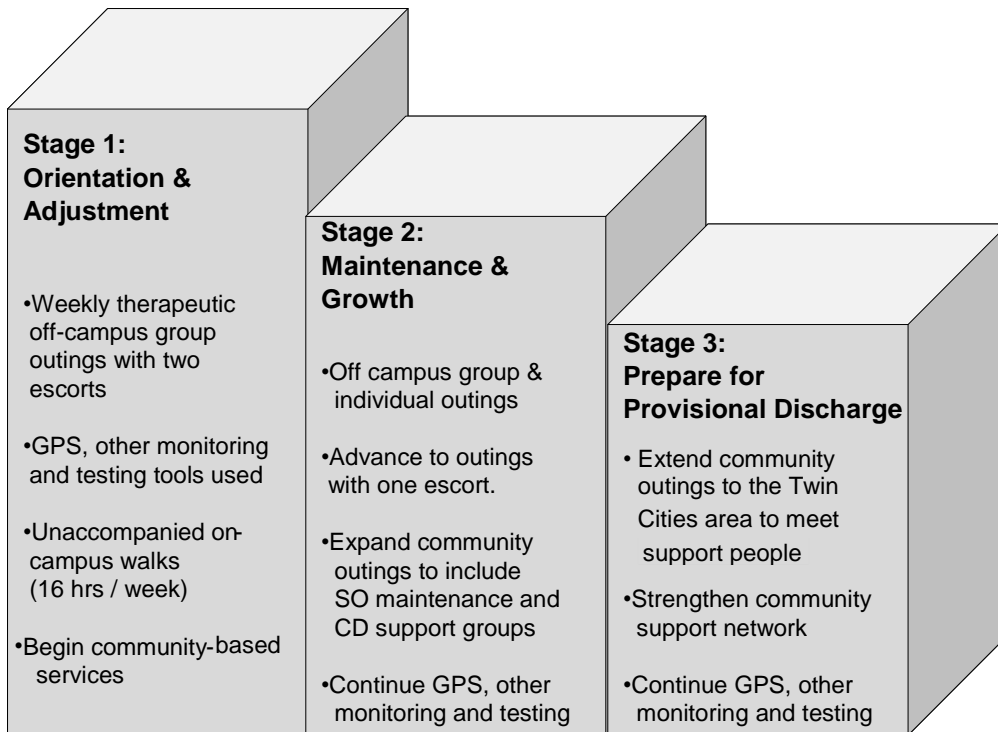 Stage 1:
Orientation &
Adjustment
•Weekly therapeutic
off-campus group
outings with two
escorts
•GPS, other monitoring
and testing tools used
•Unaccompanied on-
campus walks
(16 hrs / week)
•Begin community-based
services
Stage 2:
Maintenance &
Growth
•Off campus group &
individual outings
•Advance to outings
with one escort.
•Expand community
outings to include
SO maintenance and
CD support groups
•Continue GPS, other
monitoring and testing
Stage 3:
Prepare for
Provisional Discharge
• Extend community
outings to the Twin
Cities area to meet
support people
•Strengthen community
support network
•Continue GPS, other
monitoring and testing